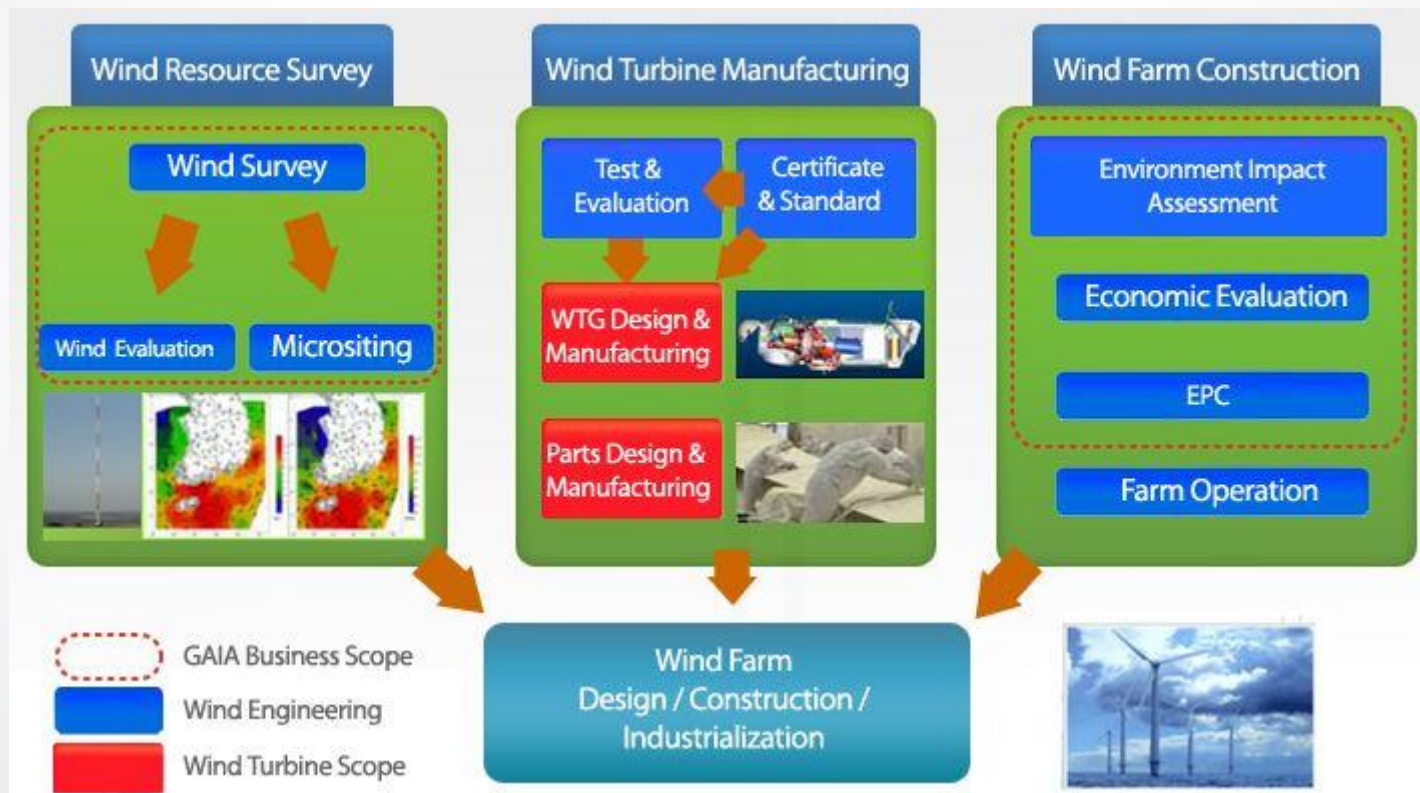 Wind Resource Survey
Wind Survey
Wind Evaluation
Micrositing
Wind Turbine Manufacturing
Test &
Evaluation
Certificate
& Standard
WTG Design &
Manufacturing
Parts Design &
Manufacturing
Wind Farm Construction
Environment Impact
Assessment
Economic Evaluation
EPC
Farm Operation
GAIA Business Scope
Wind Engineering
Wind Turbine Scope
Wind Farm
Design / Construction /
Industrialization